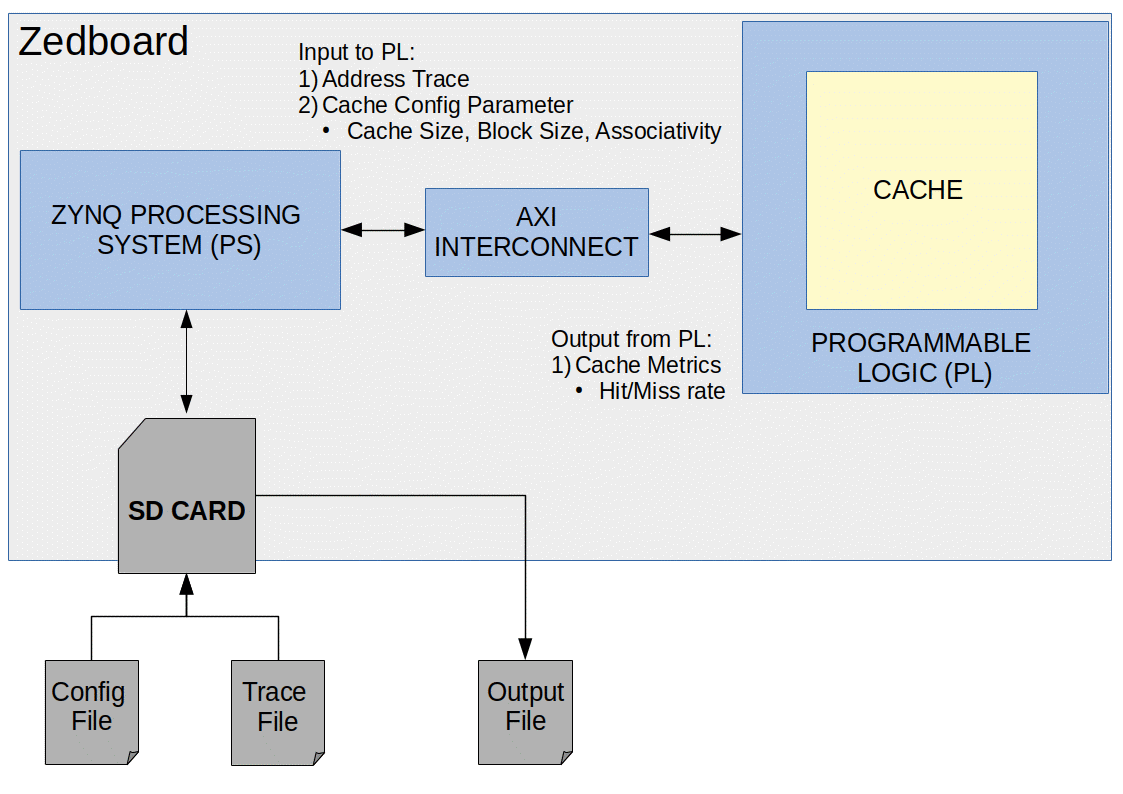 Zedboard
Input to PL:
1) Address Trace
2) Cache Config Parameter
• Cache Size, Block Size, Associativity
ZYNQ PROCESSING
SYSTEM (PS)
AXI
INTERCONNECT
CACHE
PROGRAMMABLE
LOGIC (PL)
Output from PL:
1) Cache Metrics
• Hit/Miss rate
SD CARD
Config
File
Trace
File
Output
File